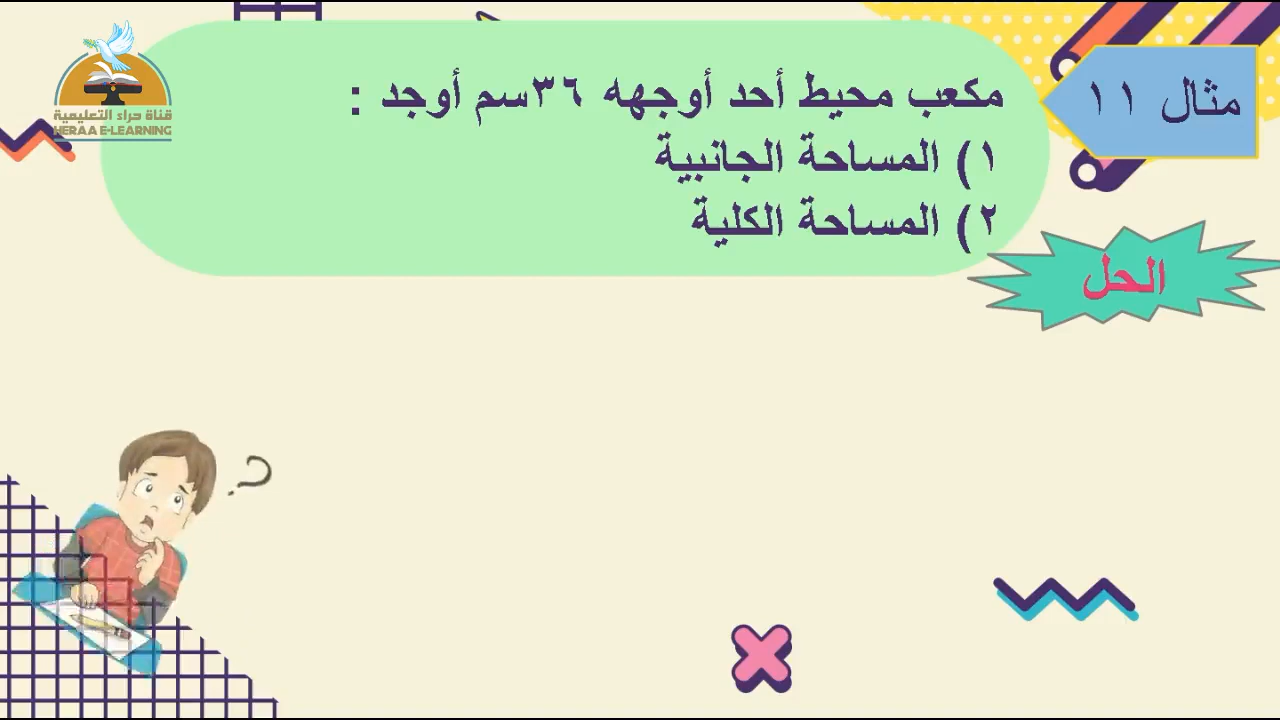 قناة حراء التعليمية
HERAA E-LEARNING
مثال ١١
مكعب محيط أحد أوجهه ٣٦سم أوجد :
١) المساحة الجانبية
٢) المساحة الكلية
الحل
؟